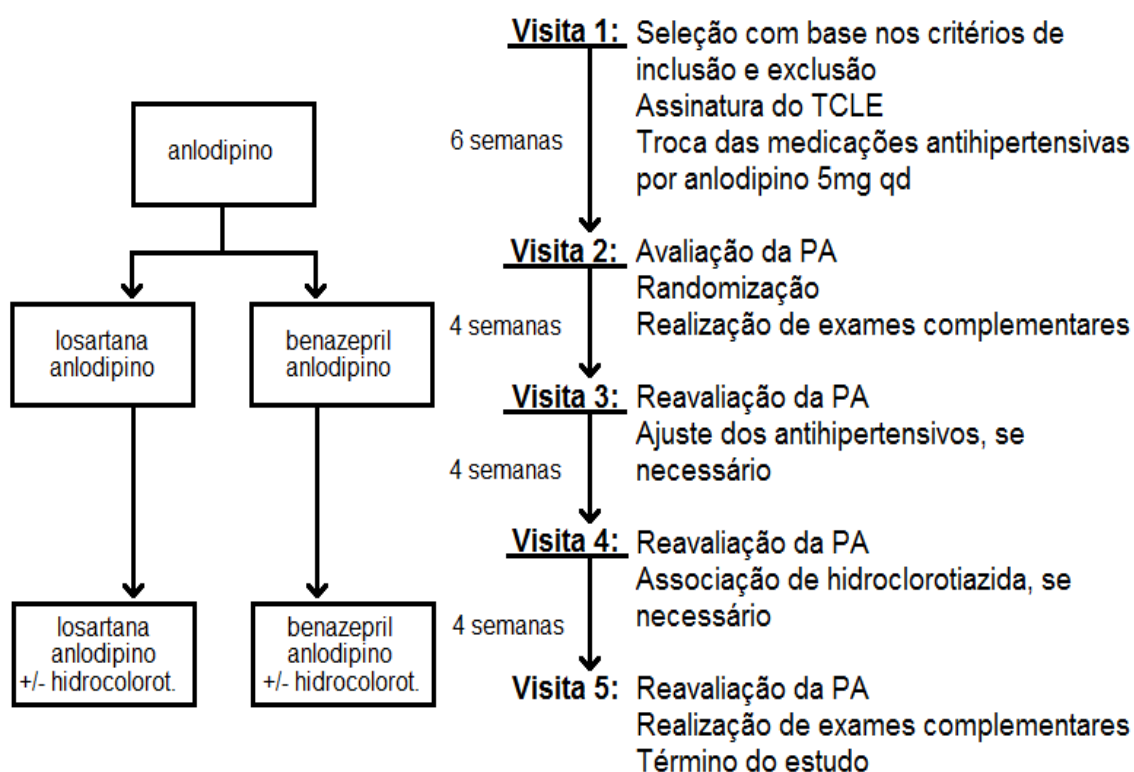 anlodipino
losartana
anlodipino
benazepril
anlodipino
losartana
anlodipino
+/- hidrocolorot.
benazepril
anlodipino
+/- hidrocolorot.
Visita 1: Seleção com base nos critérios de
inclusão e exclusão
Assinatura do TCLE
Troca das medicações antihipertensivas
por anlodipino 5mg qd
6 semanas
Visita 2: Avaliação da PA
Randomização
Realização de exames complementares
4 semanas
Visita 3: Reavaliação da PA
Ajuste dos antihipertensivos, se
necessário
4 semanas
Visita 4: Reavaliação da PA
Associação de hidroclorotiazida, se
necessário
4 semanas
Visita 5: Reavaliação da PA
Realização de exames complementares
Término do estudo